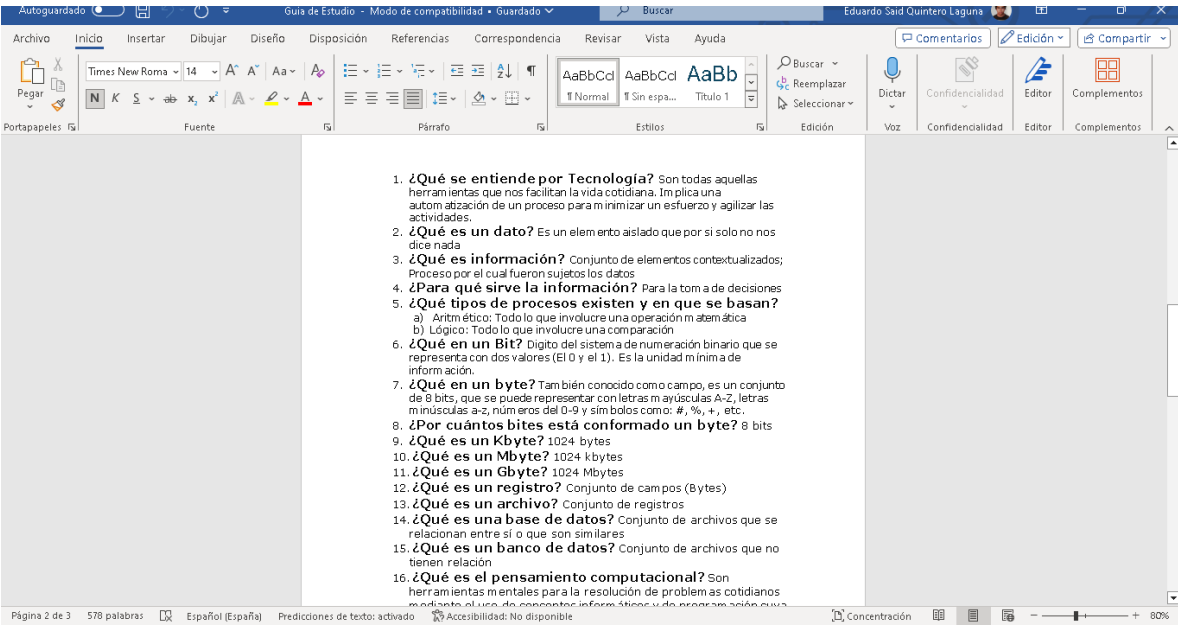 Autoguardado
Guia de Estudio - Modo de compatibilidad • Guardado
Buscar
Eduardo Said Quintero Laguna
Archivo Inicio Insertar Dibujar Diseño Disposición Referencias Correspondencia Revisar Vista Ayuda
Comentarios Edición Compartir
Pegar
Times New Roma 14 A A Aa A
N K S ab x₂ x² A A
AaBbCcI AaBbCcI AaBb
¶ Normal ¶ Sin espa... Título 1
Buscar
Reemplazar
Seleccionar
Dictar Confidencialidad Editor Complementos
Portapapeles Fuente Párrafo Estilos Edición Voz Confidencialidad Editor Complementos
1. ¿Qué se entiende por Tecnología? Son todas aquellas
herramientas que nos facilitan la vida cotidiana. Implica una
automatización de un proceso para minimizar un esfuerzo y agilizar las
actividades.
2. ¿Qué es un dato? Es un elemento aislado que por si solo no nos
dice nada
3. ¿Qué es información? Conjunto de elementos contextualizados;
Proceso por el cual fueron sujetos los datos
4. ¿Para qué sirve la información? Para la toma de decisiones
5. ¿Qué tipos de procesos existen y en que se basan?
a) Aritmético: Todo lo que involucre una operación matemática
b) Lógico: Todo lo que involucre una comparación
6. ¿Qué en un Bit? Digito del sistema de numeración binario que se
representa con dos valores (El 0 y el 1). Es la unidad mínima de
información.
7. ¿Qué en un byte? También conocido como campo, es un conjunto
de 8 bits, que se puede representar con letras mayúsculas A-Z, letras
minúsculas a-z, números del 0-9 y símbolos como: #, %, +, etc.
8. ¿Por cuántos bites está conformado un byte? 8 bits
9. ¿Qué es un Kbyte? 1024 bytes
10. ¿Qué es un Mbyte? 1024 kbytes
11. ¿Qué es un Gbyte? 1024 Mbytes
12. ¿Qué es un registro? Conjunto de campos (Bytes)
13. ¿Qué es un archivo? Conjunto de registros
14. ¿Qué es una base de datos? Conjunto de archivos que se
relacionan entre sí o que son similares
15. ¿Qué es un banco de datos? Conjunto de archivos que no
tienen relación
16. ¿Qué es el pensamiento computacional? Son
herramientas mentales para la resolución de problemas cotidianos
mediante el uso de conceptos informáticos y de programación cuya
Página 2 de 3 578 palabras Español (España) Predicciones de texto: activado Accesibilidad: No disponible Concentración 80%